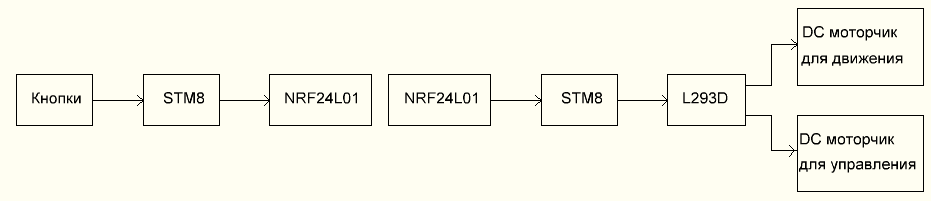 Кнопки
STM8
NRF24L01
NRF24L01
STM8
L293D
DC моторчик
для движения
DC моторчик
для управления